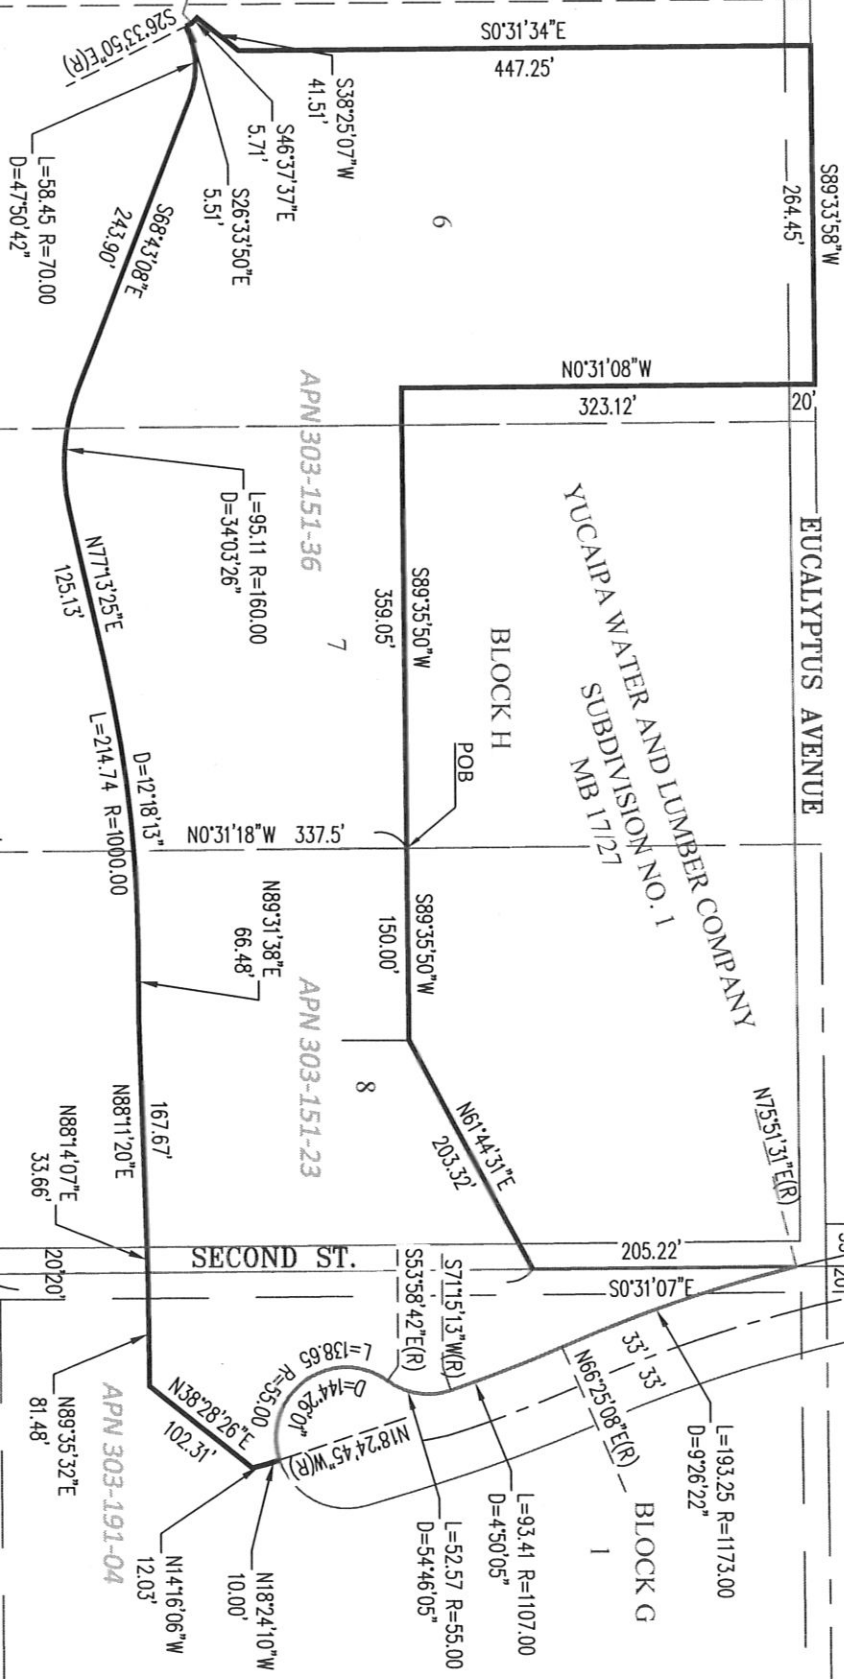 S89°33'58"W
264.45'
S0°31'34"E
447.25'
S26°33'50"E(R)
S38°25'07"W
41.51'
S46°37'37"E
5.71'
S26°33'50"E
5.51'
L=58.45 R=70.00
D=47°50'42"
S68°43'08"E
243.90'
6
N0°31'08"W
323.12'
20'
EUCALYPTUS AVENUE
YUCAIPA WATER AND LUMBER COMPANY
SUBDIVISION NO. 1
MB 17/27
BLOCK H
APN 303-151-36
L=95.11 R=160.00
D=34°03'26"
N77°13'25"E
125.13'
7
S89°35'50"W
359.05'
POB
D=12°18'13"
L=214.74 R=1000.00
N0°31'18"W 337.5'
S89°35'50"W
150.00'
N89°31'38"E
66.48'
APN 303-151-23
8
N61°44'31"E
203.32'
N75°51'31"E(R)
167.67'
N88°11'20"E
N88°14'07"E
33.66'
20'
20'
SECOND ST.
205.22'
S0°31'07"E
S53°58'42"E(R)
S71°15'13"W(R)
33' 33'
N66°25'08"E(R)
L=138.65
R=55.00
D=144°26'01"
N18°24'45"W(R)
N38°28'26"E
102.31'
N89°35'32"E
81.48'
APN 303-191-04
L=193.25 R=1173.00
D=9°26'22"
BLOCK G
1
L=93.41 R=1107.00
D=4°50'05"
L=52.57 R=55.00
D=54°46'05"
N18°24'10"W
10.00'
N14°16'06"W
12.03'